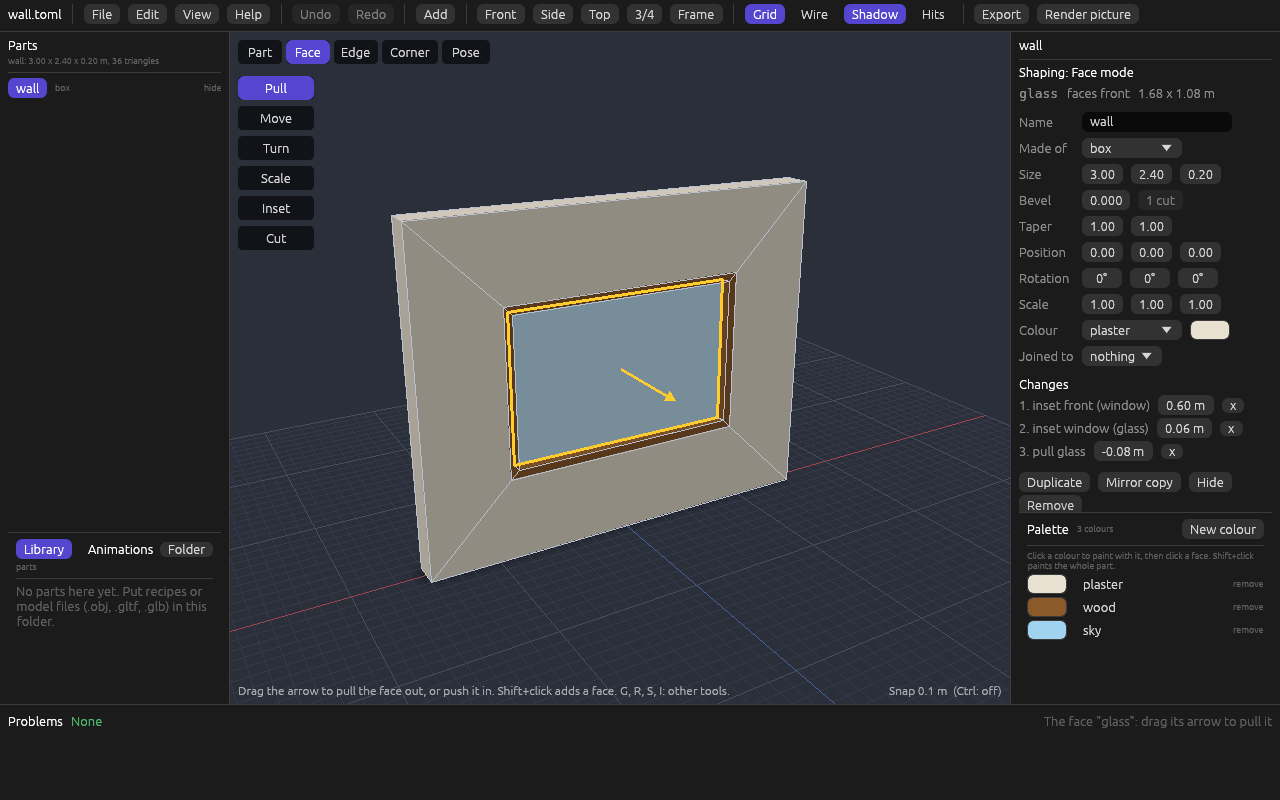 wall.toml File Edit View Help Undo Redo Add Front Side Top 3/4 Frame Grid Wire Shadow Hits Export Render picture
Parts
wall: 3.00 x 2.40 x 0.20 m, 36 triangles
wall box hide
Library Animations Folder
parts
No parts here yet. Put recipes or
model files (.obj, .gltf, .glb) in this
folder.
Part Face Edge Corner Pose
Pull
Move
Turn
Scale
Inset
Cut
Drag the arrow to pull the face out, or push it in. Shift+click adds a face. G, R, S, I: other tools.
Snap 0.1 m (Ctrl: off)
wall
Shaping: Face mode
glass faces front 1.68 x 1.08 m
Name wall
Made of box
Size 3.00 2.40 0.20
Bevel 0.000 1 cut
Taper 1.00 1.00
Position 0.00 0.00 0.00
Rotation 0° 0° 0°
Scale 1.00 1.00 1.00
Colour plaster
Joined to nothing
Changes
1. inset front (window) 0.60 m x
2. inset window (glass) 0.06 m x
3. pull glass -0.08 m x
Duplicate Mirror copy Hide
Remove
Palette 3 colours New colour
Click a colour to paint with it, then click a face. Shift+click
paints the whole part.
plaster remove
wood remove
sky remove
Problems None
The face "glass": drag its arrow to pull it